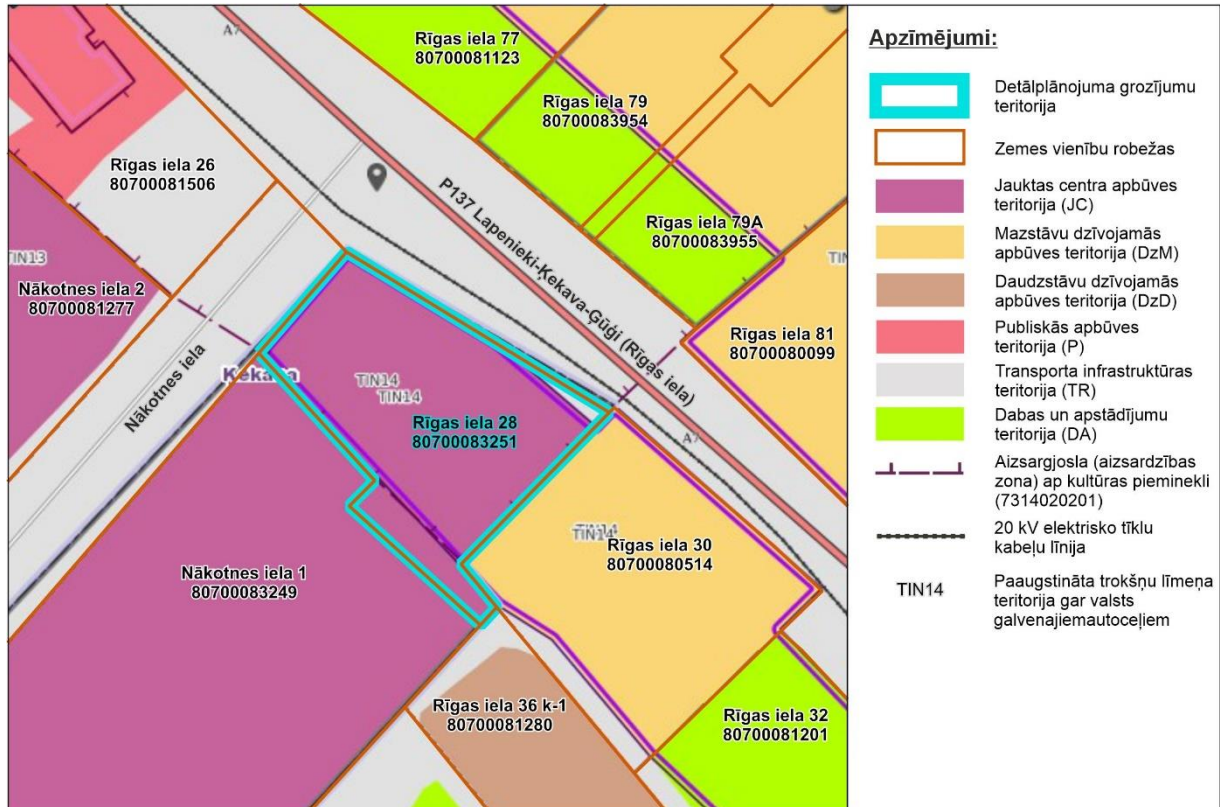 A7
Rīgas iela 77
80700081123
Rīgas iela 79
80700083954
Rīgas iela 26
80700081506
P137 Lapenieki-Ķekava-Gūģi (Rīgas iela)
Rīgas iela 79A
80700083955
TIN13
Nākotnes iela 2
80700081277
Rīgas iela 81
80700080099
Nākotnes iela
Ķekava
TIN14
TIN14
Rīgas iela 28
80700083251
A7
TIN14
TIN14
Rīgas iela 30
80700080514
Nākotnes iela 1
80700083249
Rīgas iela 36 k-1
80700081280
Rīgas iela 32
80700081201
Apzīmējumi:
Detālplānojuma grozījumu
teritorija
Zemes vienību robežas
Jauktas centra apbūves
teritorija (JC)
Mazstāvu dzīvojamās
apbūves teritorija (DzM)
Daudzstāvu dzīvojamās
apbūves teritorija (DzD)
Publiskās apbūves
teritorija (P)
Transporta infrastruktūras
teritorija (TR)
Dabas un apstādījumu
teritorija (DA)
Aizsargjosla (aizsardzības
zona) ap kultūras pieminekli
(7314020201)
20 kV elektrisko tīklu
kabeļu līnija
TIN14
Paaugstināta trokšņu līmeņa
teritorija gar valsts
galvenajiemautoceļiem